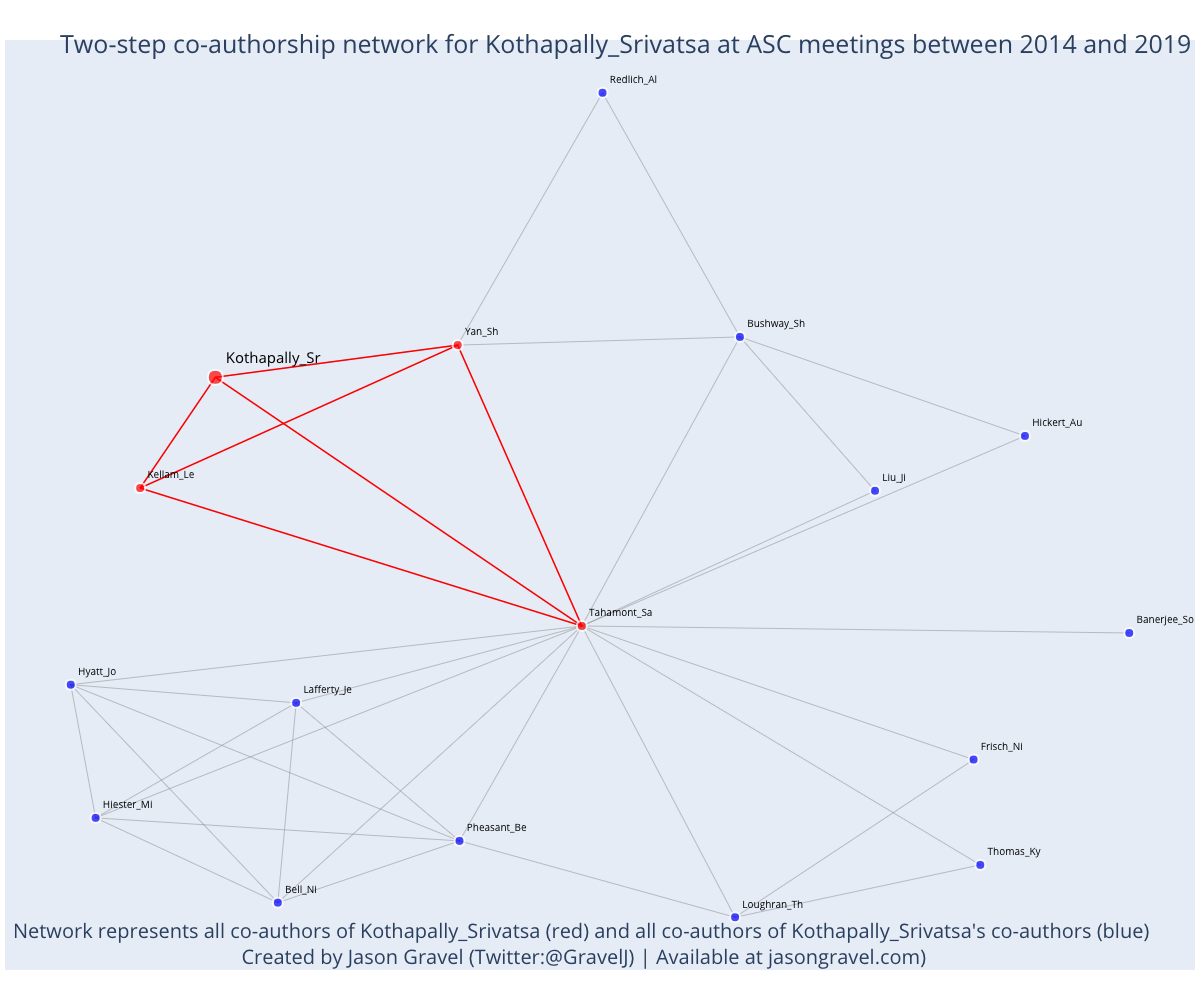 Two-step co-authorship network for Kothapally_Srivatsa at ASC meetings between 2014 and 2019
Redlich_Al
Bushway_Sh
Yan_Sh
Kothapally_Sr
Hickert_Au
Kellam_Le
Liu_Ji
Tahamont_Sa
Banerjee_So
Hyatt_Jo
Lafferty_Je
Frisch_Ni
Hiester_Mi
Pheasant_Be
Thomas_Ky
Bell_Ni
Loughran_Th
Network represents all co-authors of Kothapally_Srivatsa (red) and all co-authors of Kothapally_Srivatsa's co-authors (blue)
Created by Jason Gravel (Twitter:@GravelJ) | Available at jasongravel.com)